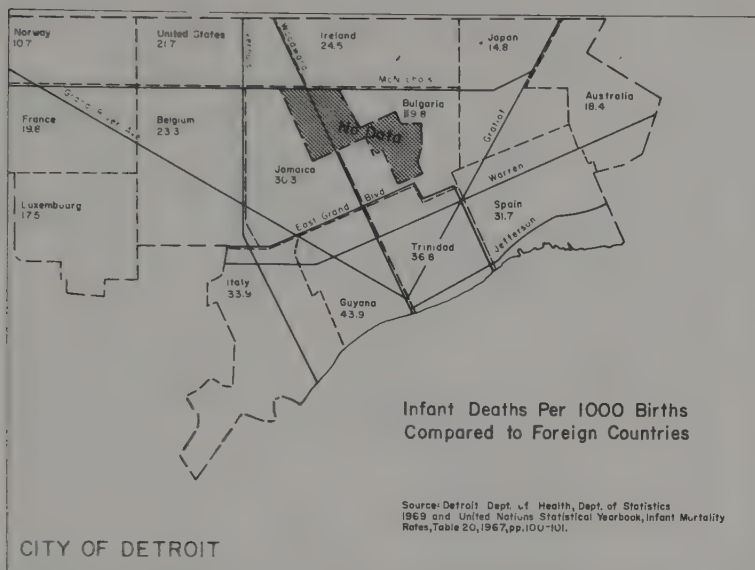 Norway
10.7
United States
21.7
Schaefer
Woodward
Ireland
24.5
Japan
14.8
McNichols
Grand River Ave
France
19.8
Belgium
23.3
No Data
Bulgaria
29.8
Gratiot
Australia
18.4
Jamaica
30.3
Warren
Luxembourg
17.5
East Grand Blvd
Spain
31.7
Jefferson
Trinidad
36.8
Italy
33.9
Guyana
43.9
Infant Deaths Per 1000 Births
Compared to Foreign Countries
Source: Detroit Dept. of Health, Dept. of Statistics
1969 and United Nations Statistical Yearbook, Infant Mortality
Rates, Table 20, 1967, pp. 100-101.
CITY OF DETROIT